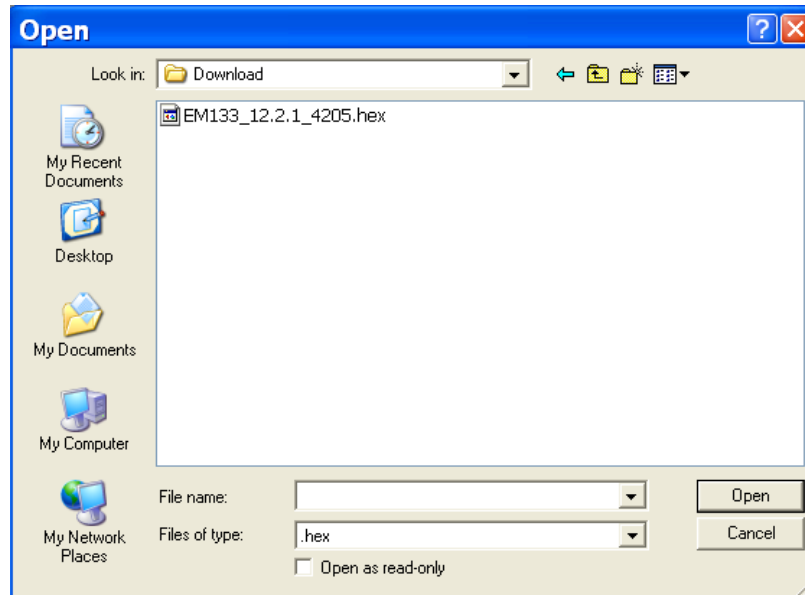 Open
Look in:
Download
EM133_12.2.1_4205.hex
My Recent
Documents
Desktop
My Documents
My Computer
My Network
Places
File name:
Open
Files of type:
.hex
Cancel
Open as read-only